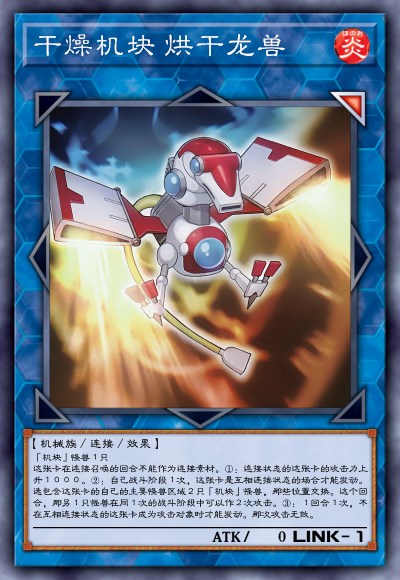 干燥机块 烘干龙兽
ほのお
炎
【机械族／连接／效果】
「机块」怪兽1只
这张卡在连接召唤的回合不能作为连接素材。①：连接状态的这张卡的攻击力上
升1000。②：自己战斗阶段1次，这张卡是互相连接状态的场合才能发动。
选包含这张卡的自己的主要怪兽区域2只「机块」怪兽，那些位置交换。这个回
合，那另1只怪兽在同1次的战斗阶段中可以作2次攻击。③：1回合1次，不
在互相连接状态的这张卡成为攻击对象时才能发动。那次攻击无效。
ATK/ 0 LINK-1